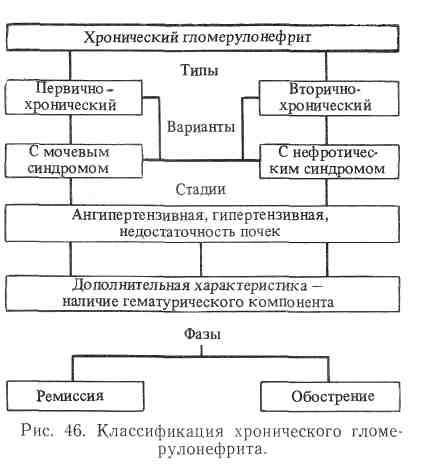 Хронический гломерулонефрит
Типы
Первично-
хронический
Вторично-
хронический
Варианты
С мочевым
синдромом
С нефротичес-
ким синдромом
Стадии
Ангипертензивная, гипертензивная,
недостаточность почек
Дополнительная характеристика —
наличие гематурического компонента
Фазы
Ремиссия
Обострение
Рис. 46. Классификация хронического гломе-
рулонефрита.